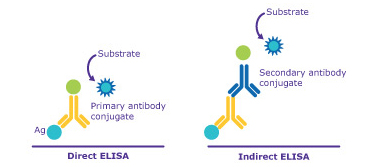 Substrate
Primary antibody
conjugate
Ag
Direct ELISA
Substrate
Secondary antibody
conjugate
Indirect ELISA